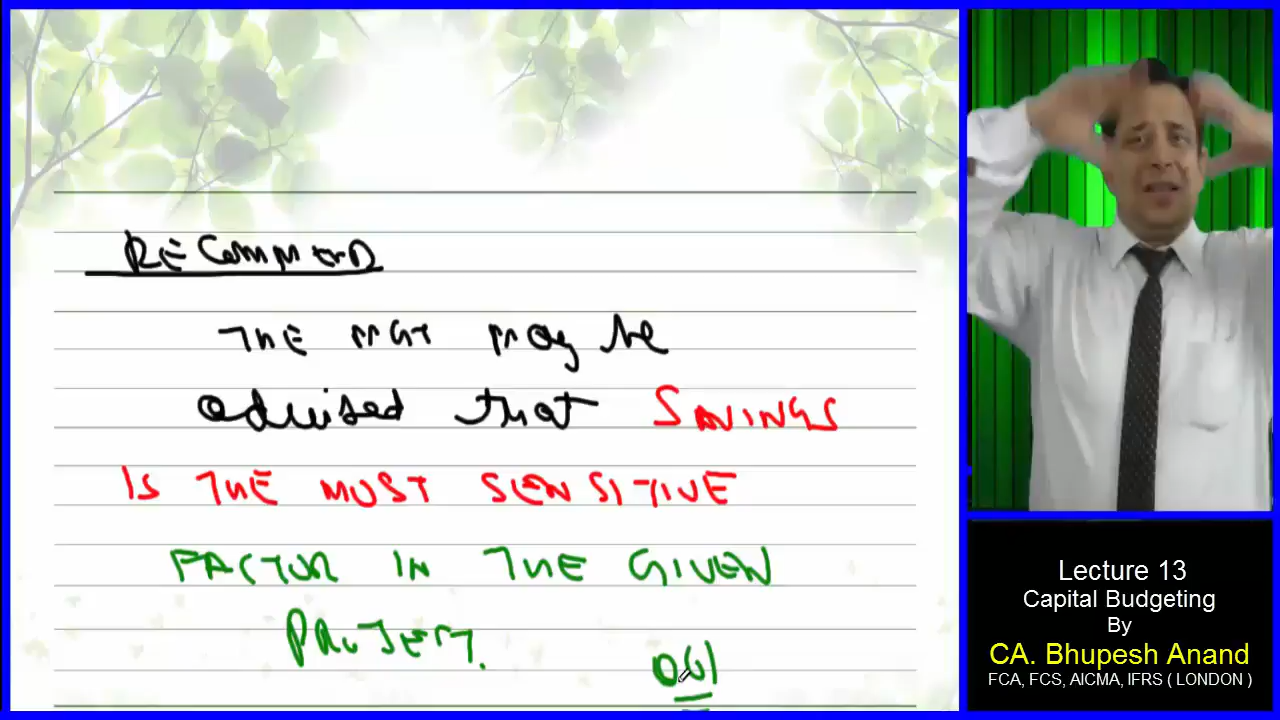 RECOMMEND
THE MGT may be
advised that SAVINGS
IS THE MOST SENSITIVE
FACTOR IN THE GIVEN
PROJECT.
Lecture 13
Capital Budgeting
By
CA. Bhupesh Anand
FCA, FCS, AICMA, IFRS ( LONDON )